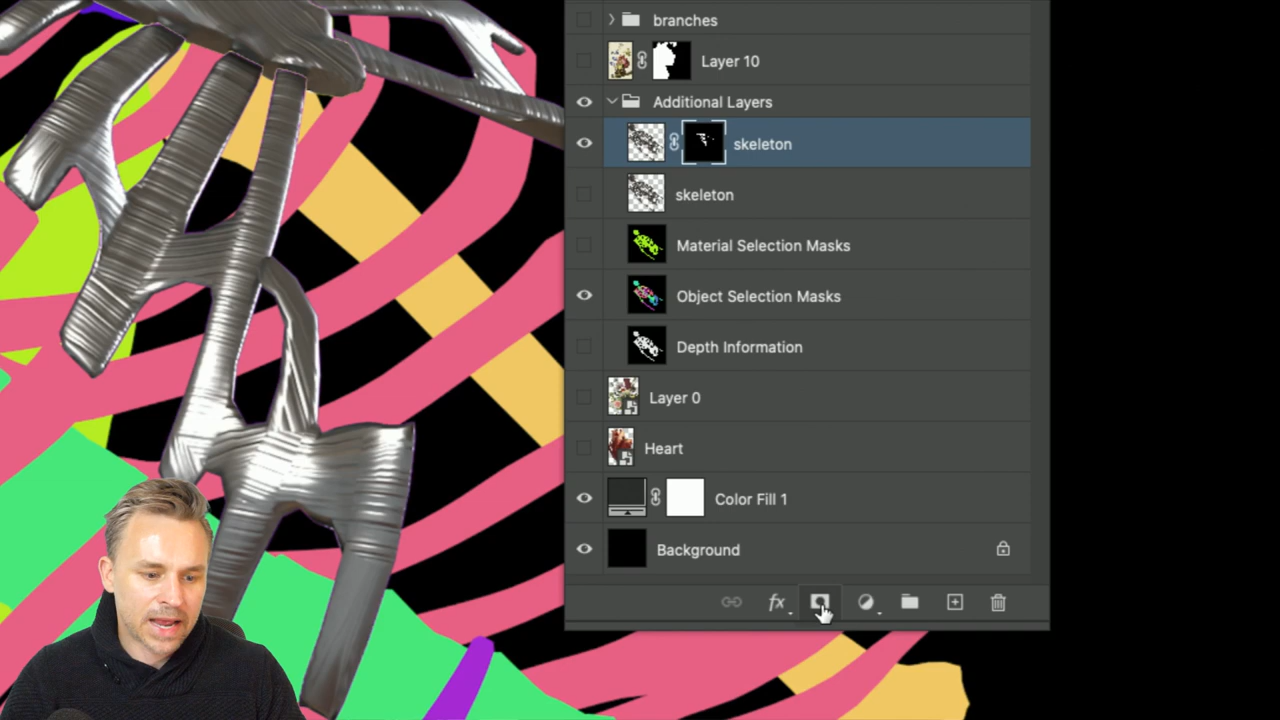 branches
Layer 10
Additional Layers
skeleton
skeleton
Material Selection Masks
Object Selection Masks
Depth Information
Layer 0
Heart
Color Fill 1
Background
fx